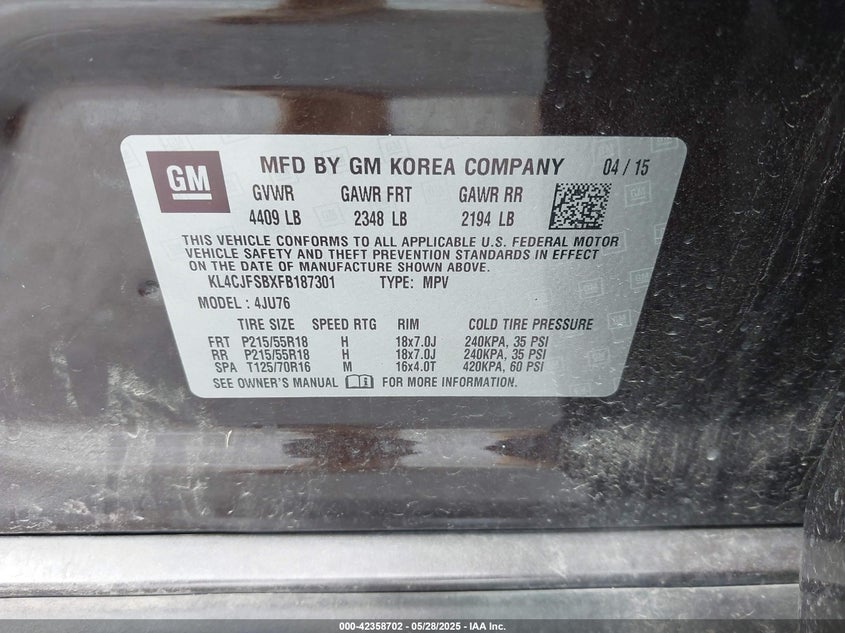 GM
MFD BY GM KOREA COMPANY 04 / 15
GVWR GAWR FRT GAWR RR
4409 LB 2348 LB 2194 LB
THIS VEHICLE CONFORMS TO ALL APPLICABLE U.S. FEDERAL MOTOR
VEHICLE SAFETY AND THEFT PREVENTION STANDARDS IN EFFECT
ON THE DATE OF MANUFACTURE SHOWN ABOVE.
KL4CJFSBXFB187301 TYPE: MPV
MODEL : 4JU76
TIRE SIZE SPEED RTG RIM COLD TIRE PRESSURE
FRT P215/55R18 H 18x7.0J 240KPA, 35 PSI
RR P215/55R18 H 18x7.0J 240KPA, 35 PSI
SPA T125/70R16 M 16x4.0T 420KPA, 60 PSI
SEE OWNER'S MANUAL FOR MORE INFORMATION.
000-42358702 - 05/28/2025 - IAA Inc.